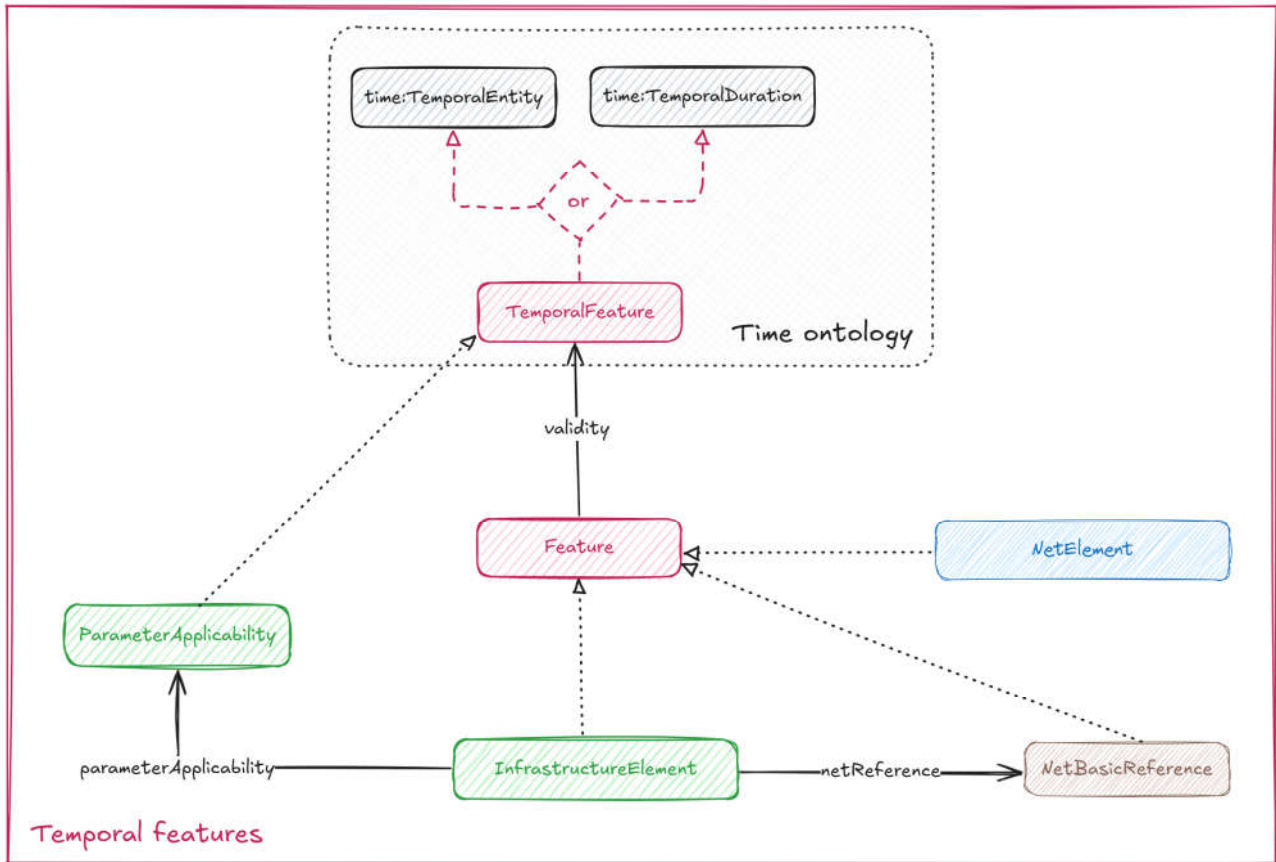 time:TemporalEntity
time:TemporalDuration
or
TemporalFeature
Time ontology
validity
Feature
NetElement
ParameterApplicability
parameterApplicability
InfrastructureElement
netReference
NetBasicReference
Temporal features